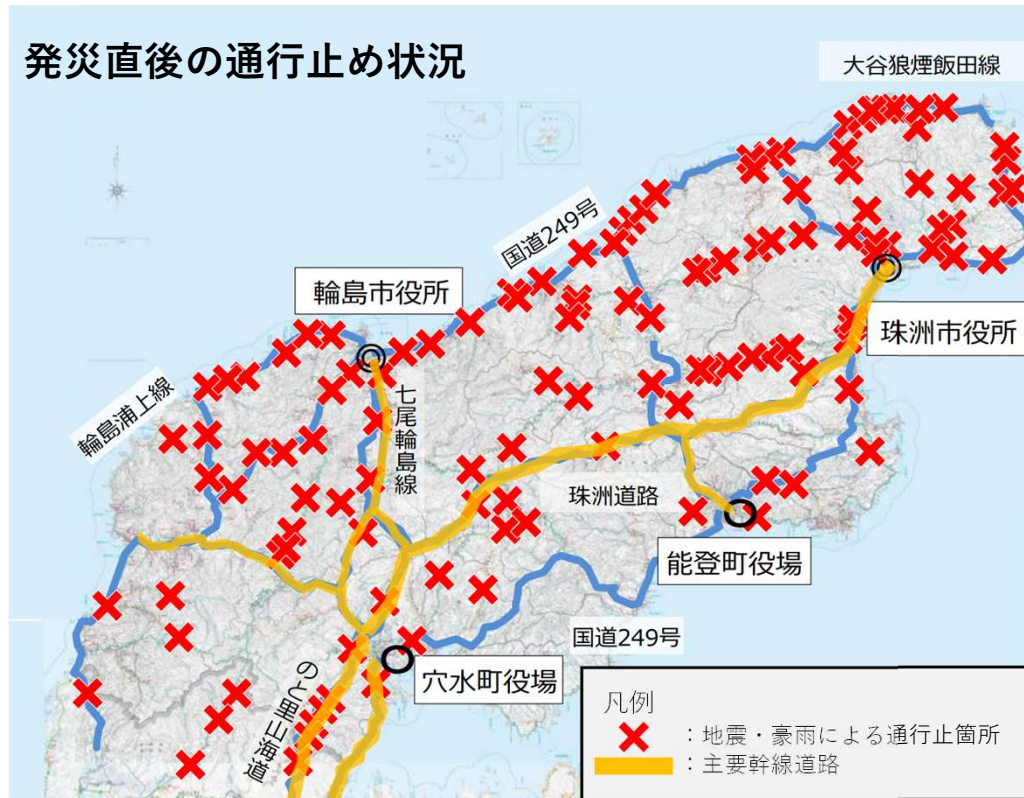 発災直後の通行止め状況
大谷狼煙飯田線
国道249号
輪島市役所
珠洲市役所
輪島浦上線
七尾輪島線
珠洲道路
能登町役場
国道249号
穴水町役場
のと里山海道
凡例
：地震・豪雨による通行止箇所
：主要幹線道路